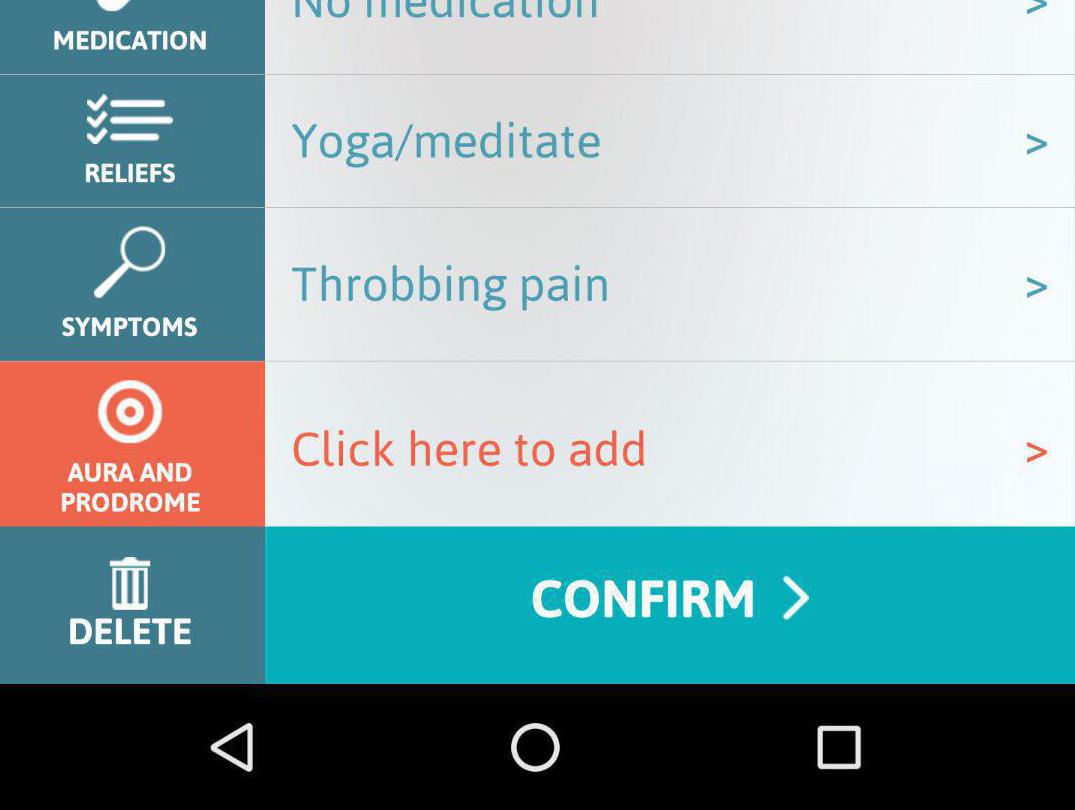 No medication >
MEDICATION
RELIEFS
Yoga/meditate >
SYMPTOMS
Throbbing pain >
AURA AND
PRODROME
Click here to add >
DELETE
CONFIRM >